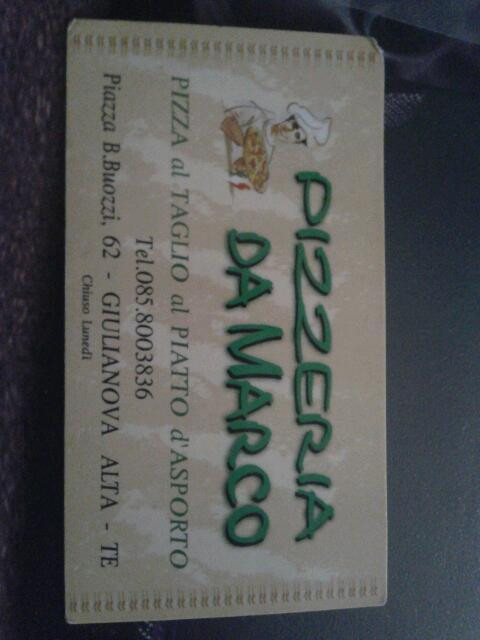 PIZZERIA
DA MARCO
PIZZA al TAGLIO al PIATTO d'ASPORTO
Tel.085.8003836
Piazza B.Buozzi, 62 - GIULIANOVA ALTA - TE
Chiuso Lunedì